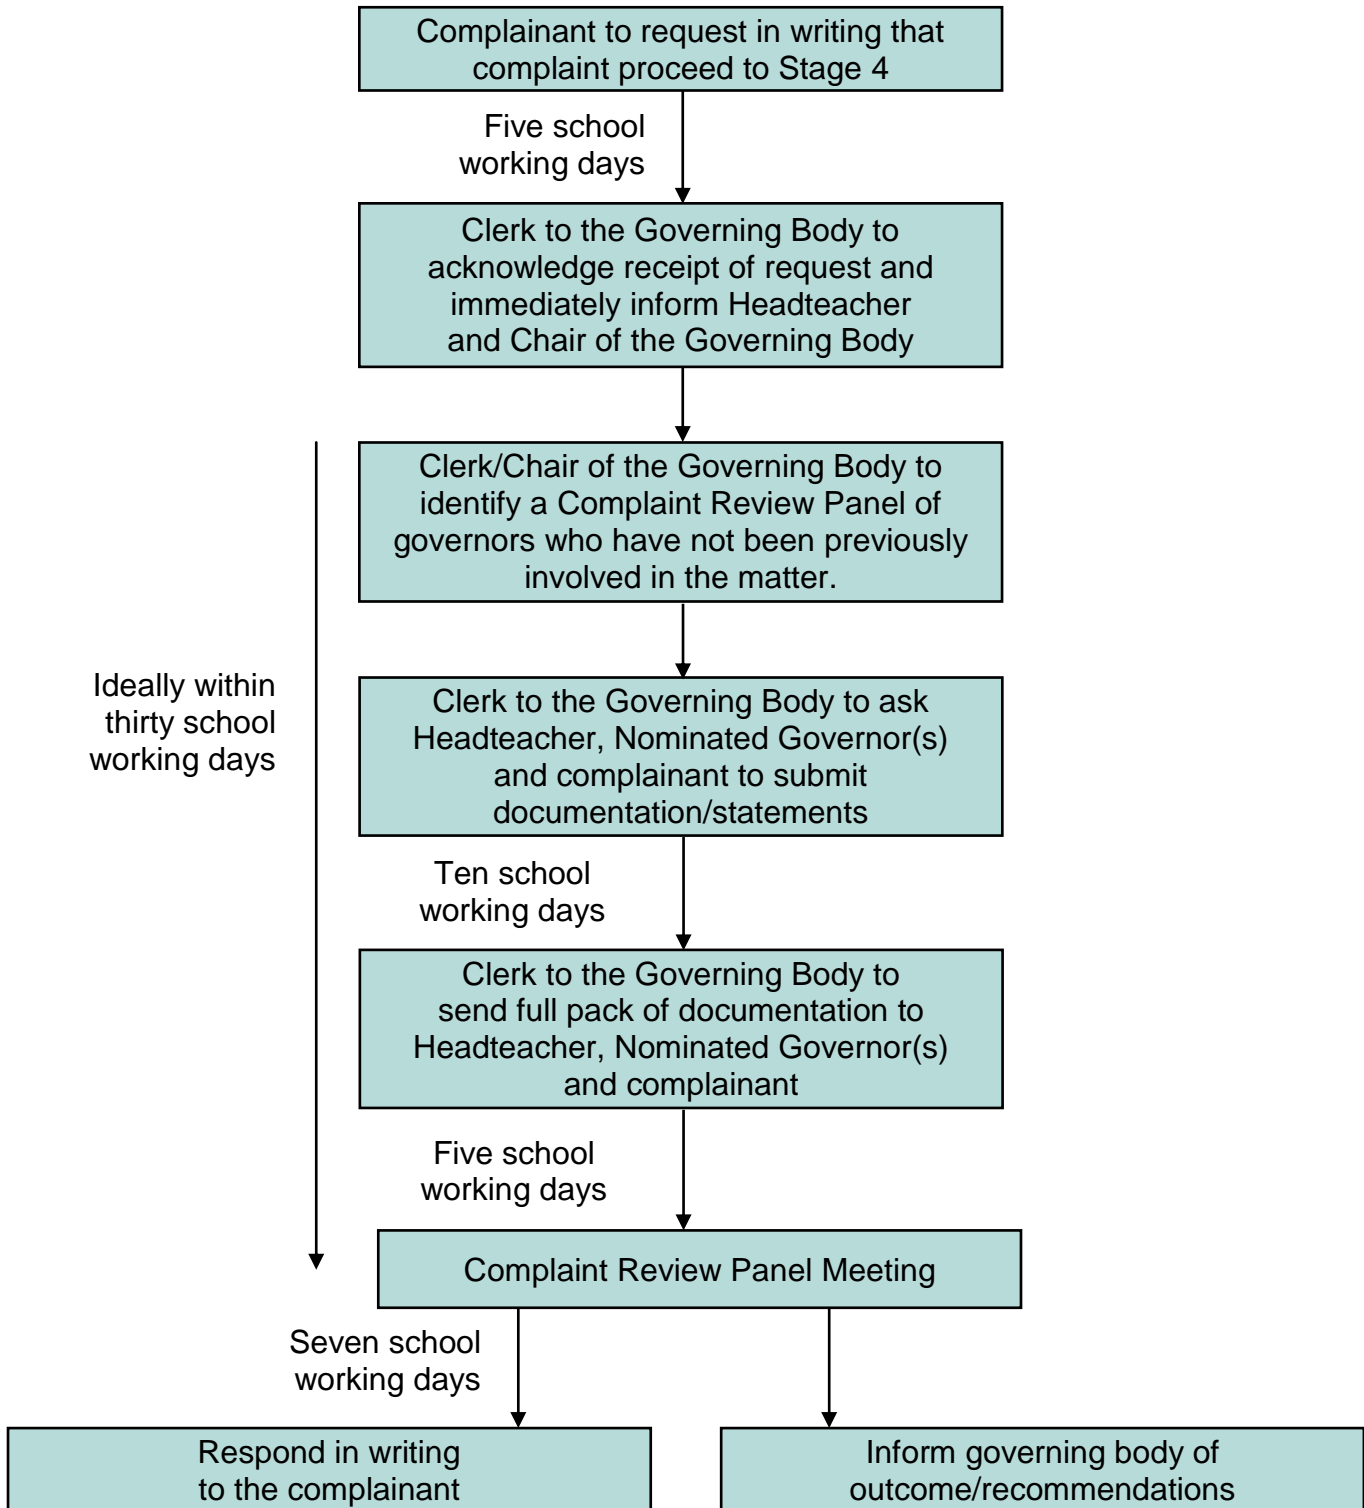 Complainant to request in writing that
complaint proceed to Stage 4
Five school
working days
Clerk to the Governing Body to
acknowledge receipt of request and
immediately inform Headteacher
and Chair of the Governing Body
Clerk/Chair of the Governing Body to
identify a Complaint Review Panel of
governors who have not been previously
involved in the matter.
Ideally within
thirty school
working days
Clerk to the Governing Body to ask
Headteacher, Nominated Governor(s)
and complainant to submit
documentation/statements
Ten school
working days
Clerk to the Governing Body to
send full pack of documentation to
Headteacher, Nominated Governor(s)
and complainant
Five school
working days
Complaint Review Panel Meeting
Seven school
working days
Respond in writing
to the complainant
Inform governing body of
outcome/recommendations